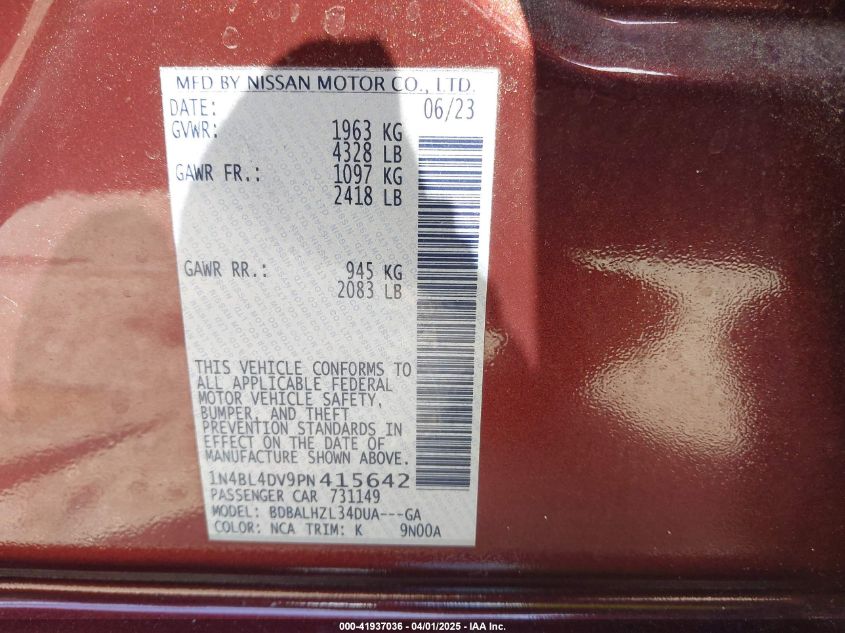 MFD BY NISSAN MOTOR CO., LTD.
DATE: 06/23
GVWR: 1963 KG
4328 LB
GAWR FR.: 1097 KG
2418 LB
GAWR RR.: 945 KG
2083 LB
THIS VEHICLE CONFORMS TO
ALL APPLICABLE FEDERAL
MOTOR VEHICLE SAFETY,
BUMPER, AND THEFT
PREVENTION STANDARDS IN
EFFECT ON THE DATE OF
MANUFACTURE SHOWN ABOVE.
1N4BL4DV9PN415642
PASSENGER CAR 731149
MODEL: BDBALHZL34DUA---GA
COLOR: NCA TRIM: K 9N00A
000-41937036 - 04/01/2025 - IAA Inc.